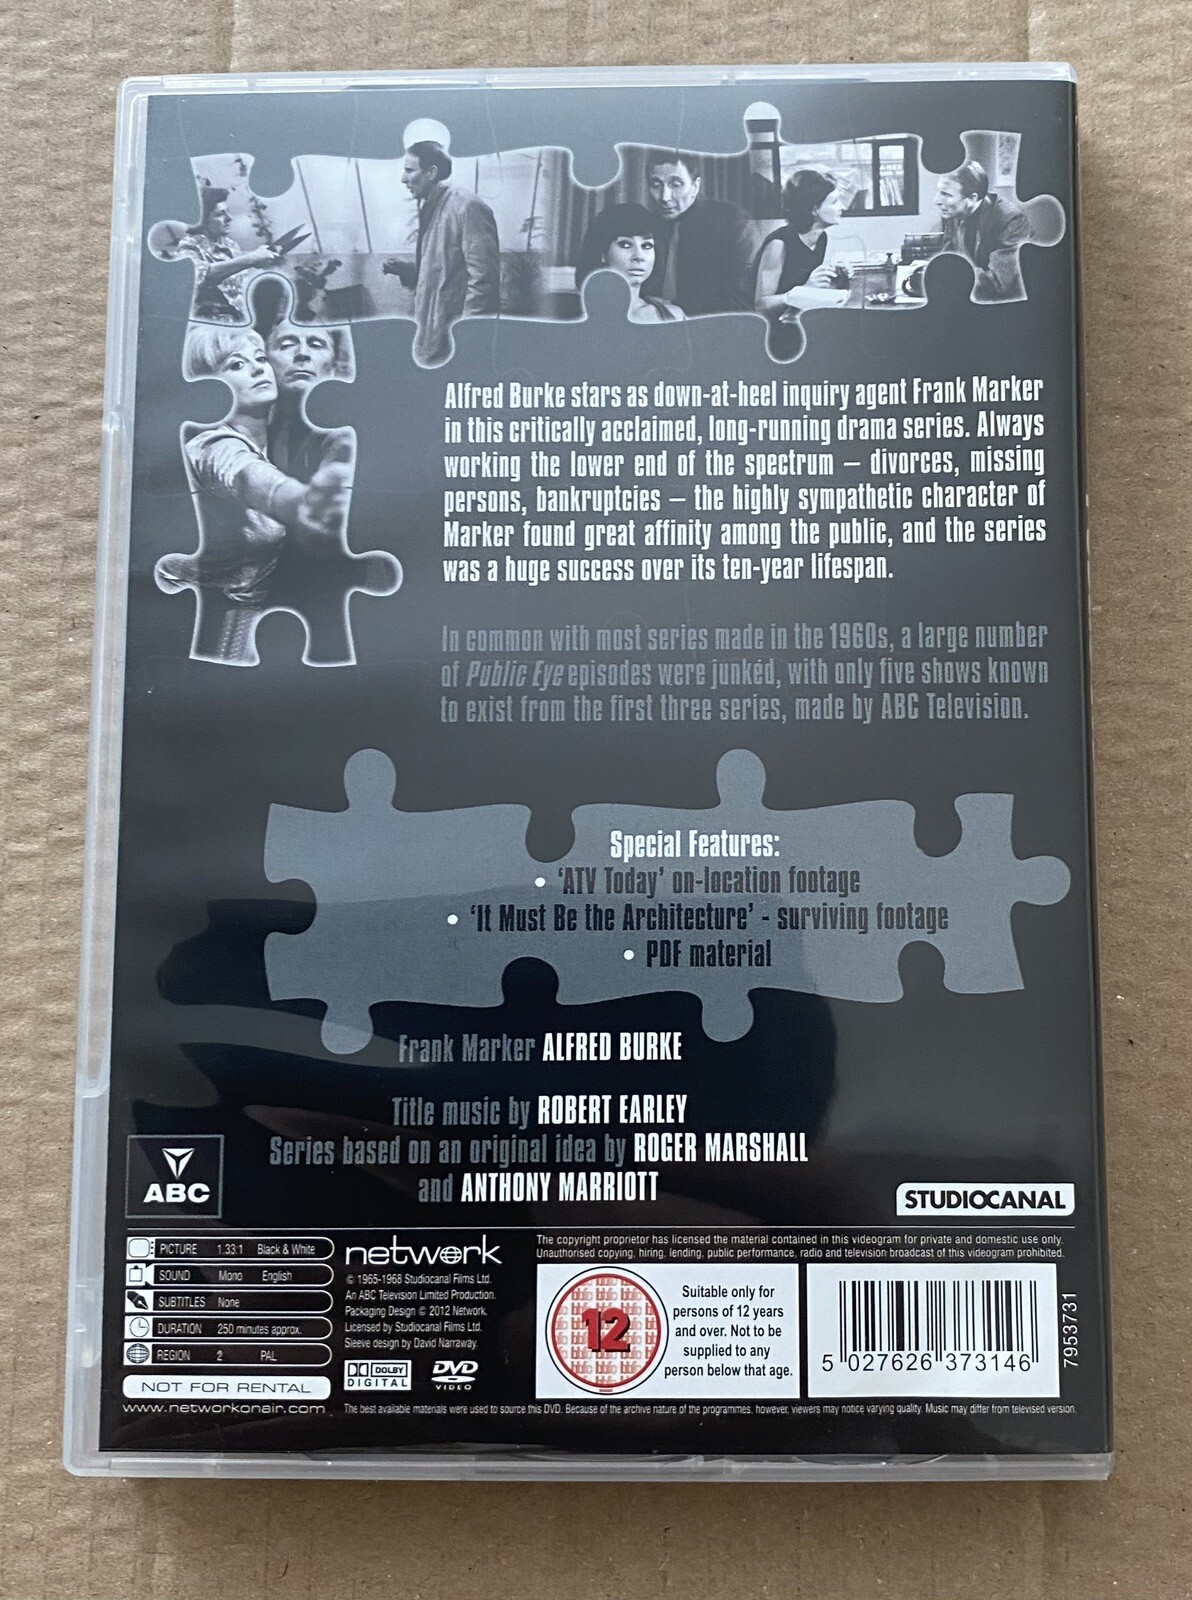 Alfred Burke stars as down-at-heel inquiry agent Frank Marker
in this critically acclaimed, long-running drama series. Always
working the lower end of the spectrum – divorces, missing
persons, bankruptcies – the highly sympathetic character of
Marker found great affinity among the public, and the series
was a huge success over its ten-year lifespan.
In common with most series made in the 1960s, a large number
of Public Eye episodes were junked, with only five shows known
to exist from the first three series, made by ABC Television.
Special Features:
• 'ATV Today' on-location footage
• 'It Must Be the Architecture' - surviving footage
• PDF material
Frank Marker ALFRED BURKE
Title music by ROBERT EARLEY
Series based on an original idea by ROGER MARSHALL
and ANTHONY MARRIOTT
ABC
STUDIOCANAL
PICTURE 1.33:1 Black & White
SOUND Mono English
SUBTITLES None
DURATION 250 minutes approx.
REGION 2 PAL
NOT FOR RENTAL
www.networkonair.com
network
© 1965-1968 Studiocanal Films Ltd.
An ABC Television Limited Production.
Packaging Design © 2012 Network.
Licensed by Studiocanal Films Ltd.
Sleeve design by David Narraway.
DOLBY
DIGITAL
DVD
VIDEO
The copyright proprietor has licensed the material contained in this videogram for private and domestic use only.
Unauthorised copying, hiring, lending, public performance, radio and television broadcast of this videogram prohibited.
bbfc
12
Suitable only for
persons of 12 years
and over. Not to be
supplied to any
person below that age.
5 027626 373146
7953731
The best available materials were used to source this DVD. Because of the archive nature of the programmes, however, viewers may notice varying quality. Music may differ from televised version.